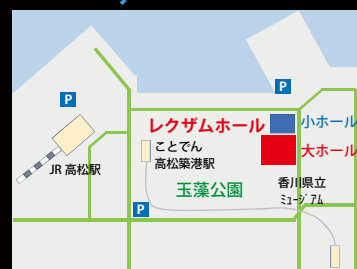 P
P
レクザムホール
小ホール
大ホール
ことでん
高松築港駅
JR 高松駅
玉藻公園
香川県立
ミュージアム
P